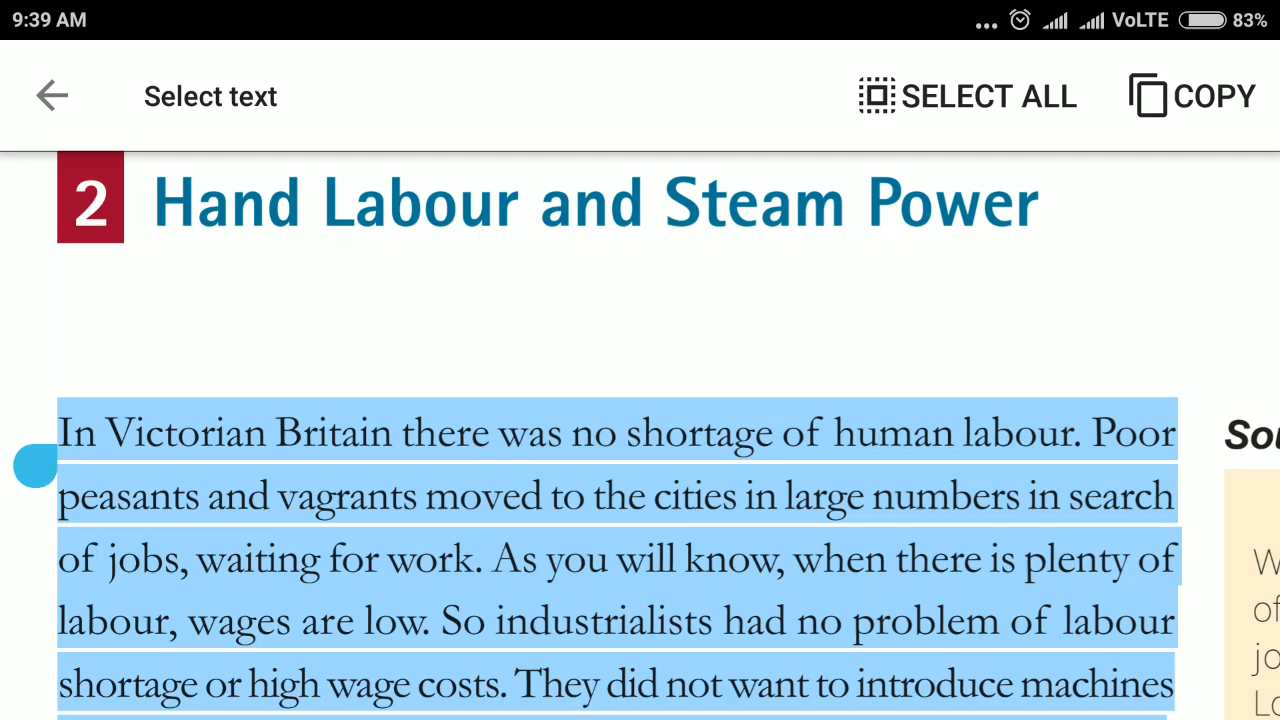 9:39 AM
... VoLTE 83%
Select text
SELECT ALL
COPY
2 Hand Labour and Steam Power
In Victorian Britain there was no shortage of human labour. Poor
peasants and vagrants moved to the cities in large numbers in search
of jobs, waiting for work. As you will know, when there is plenty of
labour, wages are low. So industrialists had no problem of labour
shortage or high wage costs. They did not want to introduce machines